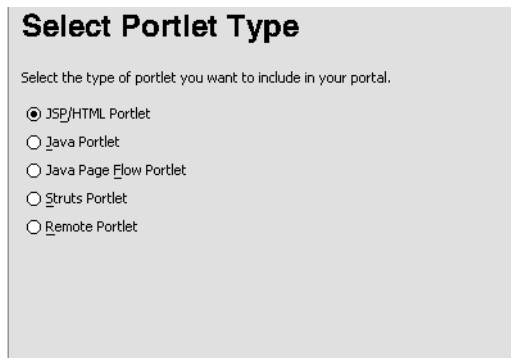 Select Portlet Type
Select the type of portlet you want to include in your portal.
JSP/HTML Portlet
Java Portlet
Java Page Flow Portlet
Struts Portlet
Remote Portlet